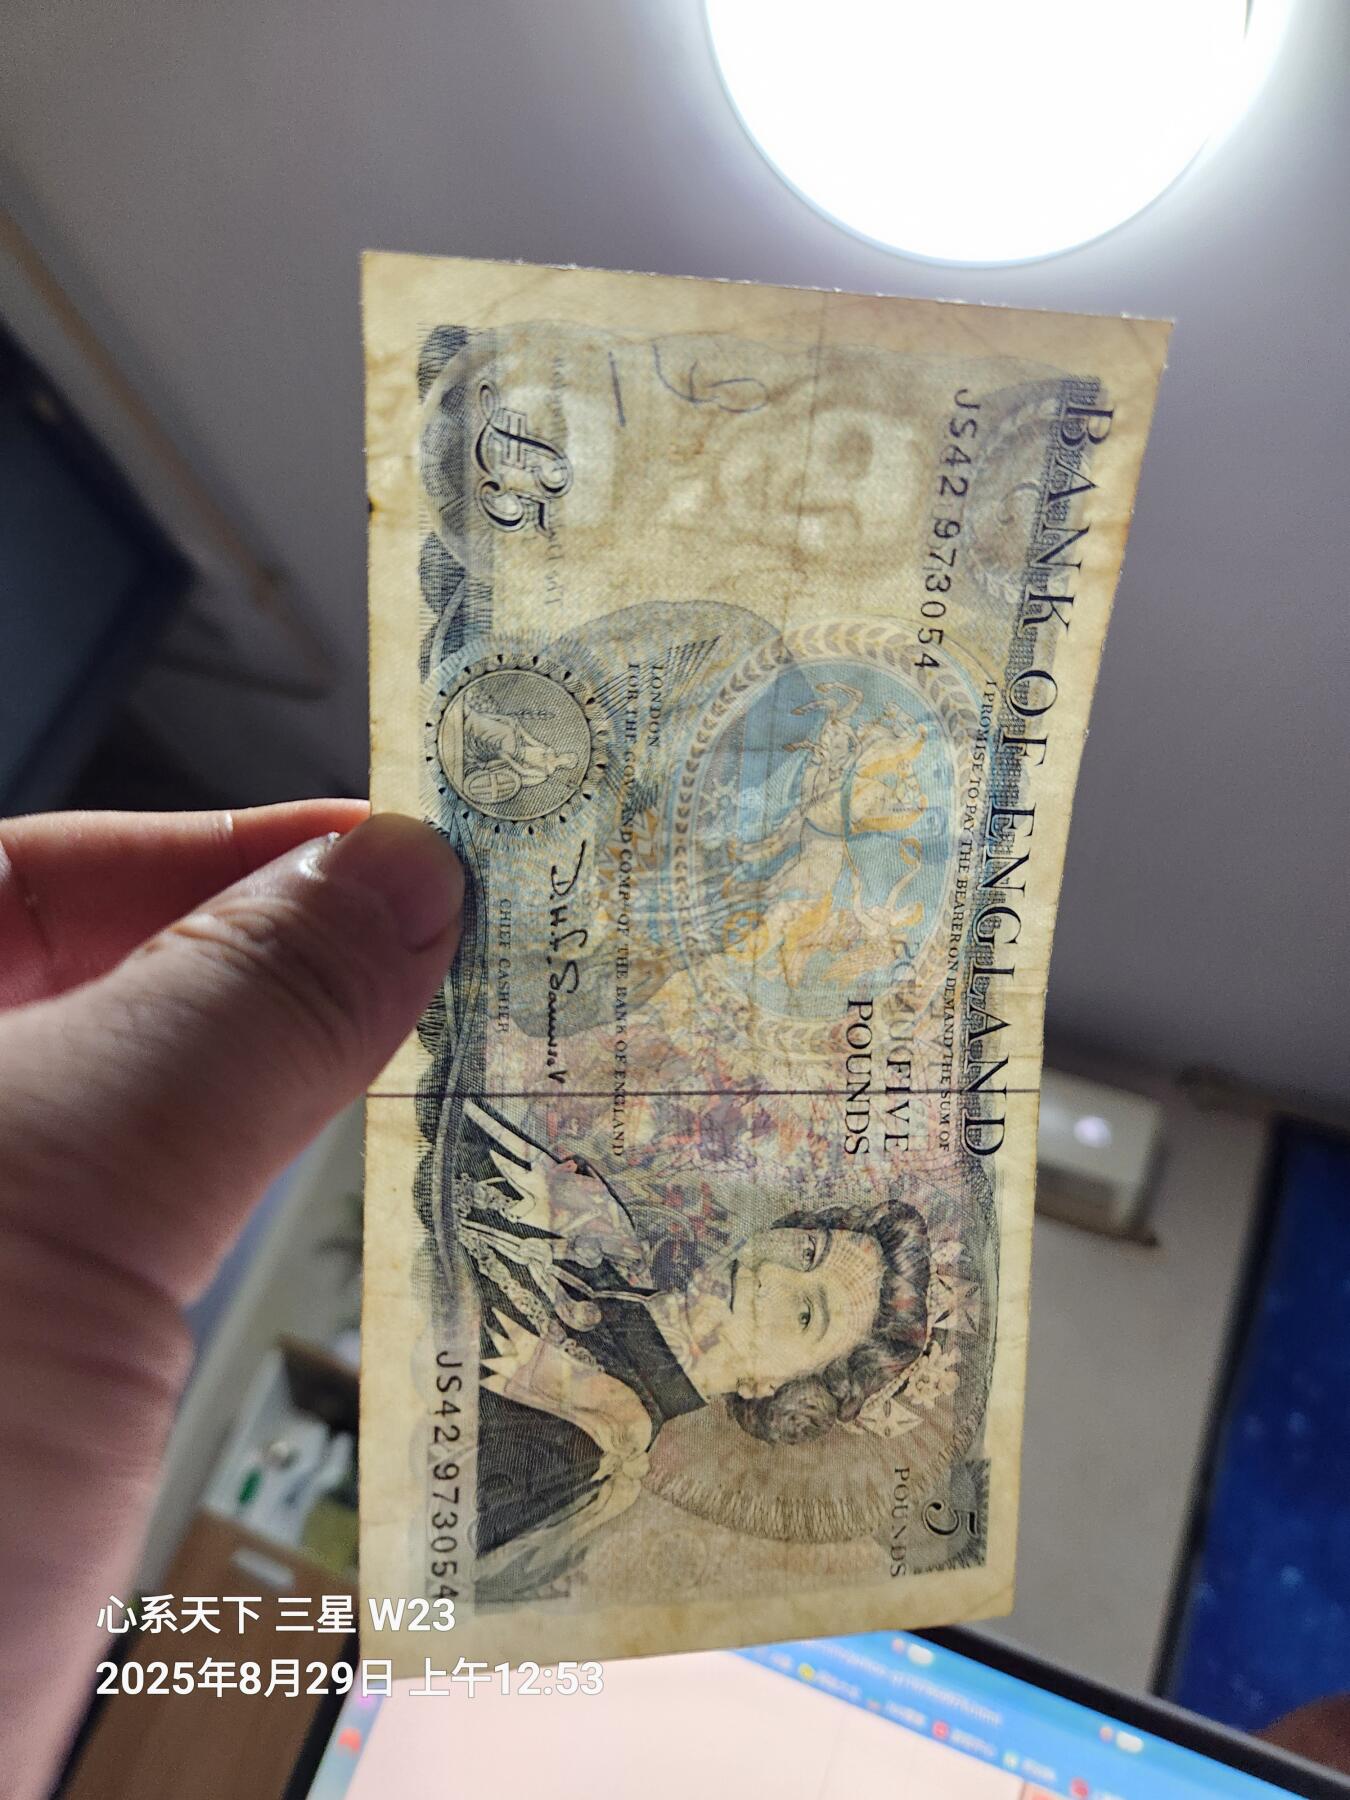 BANK OF ENGLAND
I PROMISE TO PAY THE BEARER ON DEMAND THE SUM OF
JS42 973054
FIVE
POUNDS
5
POUNDS
LONDON
FOR THE GOVR AND COMPA OF THE BANK OF ENGLAND
D.H.F. Somerset
CHIEF CASHIER
£5
JS42 973054
心系天下 三星 W23
2025年8月29日 上午12:53